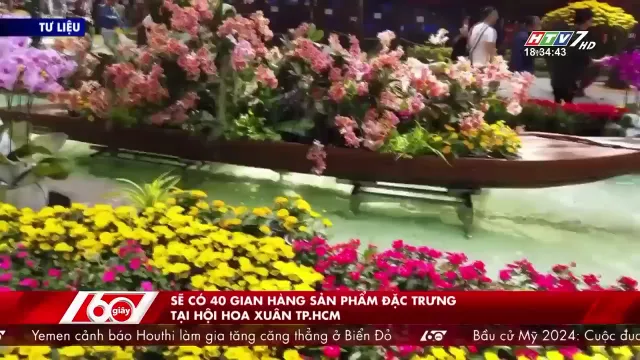 TƯ LIỆU
HTV7 HD
18:34:43
60 giây
SẼ CÓ 40 GIAN HÀNG SẢN PHẨM ĐẶC TRƯNG
TẠI HỘI HOA XUÂN TP.HCM
Yemen cảnh báo Houthi làm gia tăng căng thẳng ở Biển Đỏ 60 Bầu cử Mỹ 2024: Cuộc đua